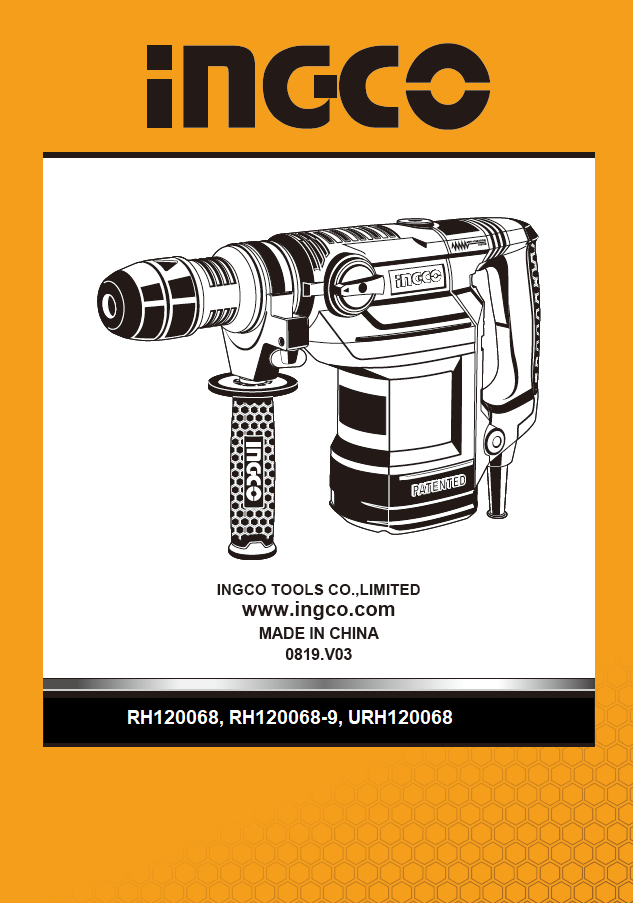 INGCO
INGCO
INGCO
PATENTED
INGCO TOOLS CO.,LIMITED
www.ingco.com
MADE IN CHINA
0819.V03
RH120068, RH120068-9, URH120068